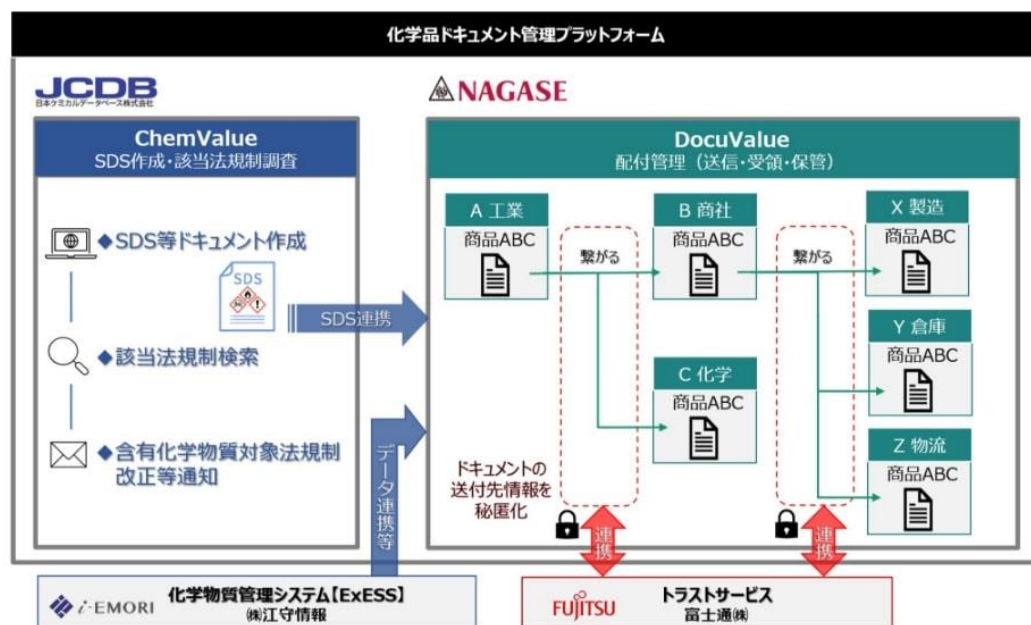 化学品ドキュメント管理プラットフォーム
JCDB
日本ケミカルデータベース株式会社
NAGASE
ChemValue
SDS作成・該当法規制調査
◆SDS等ドキュメント作成
SDS
SDS連携
◆該当法規制検索
◆含有化学物質対象法規制
改正等通知
データ連携等
DocuValue
配付管理（送信・受領・保管）
A 工業
商品ABC
繋がる
B 商社
商品ABC
繋がる
X 製造
商品ABC
Y 倉庫
商品ABC
C 化学
商品ABC
Z 物流
商品ABC
ドキュメントの
送付先情報を
秘匿化
連携
連携
i-EMORI
化学物質管理システム【ExESS】
㈱江守情報
FUJITSU
トラストサービス
富士通㈱